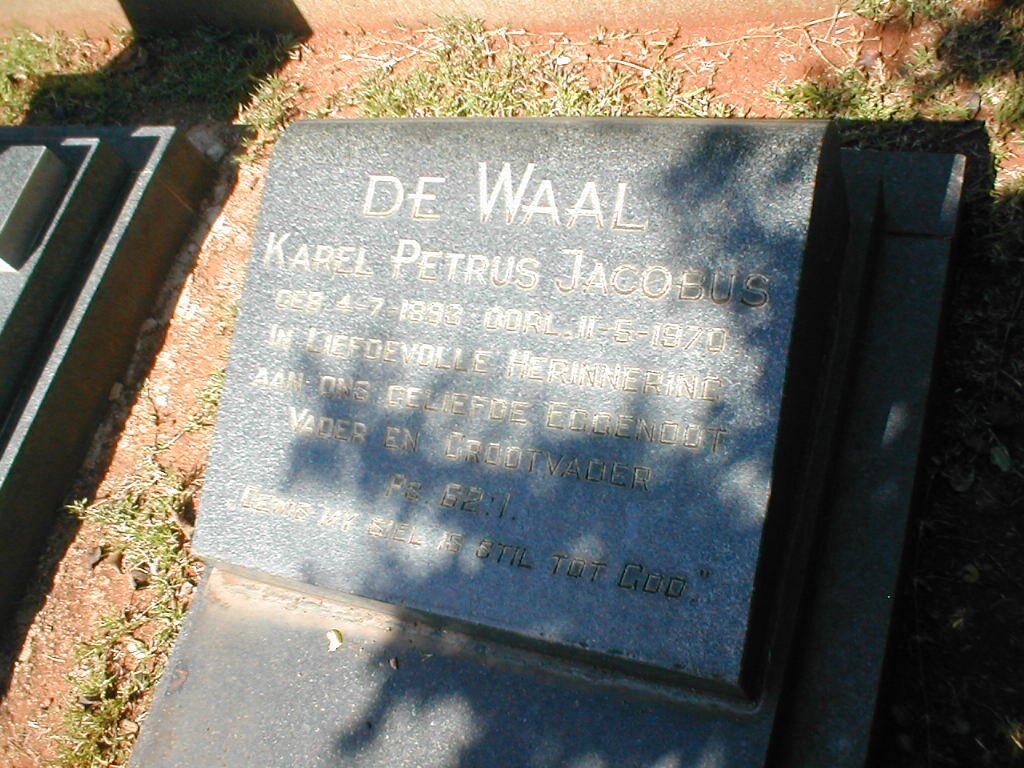 DE WAAL
KAREL PETRUS JACOBUS
GEB. 4-7-1893 OORL. 11-5-1970
IN LIEFDEVOLLE HERINNERING
AAN ONS GELIEFDE EGGENOOT
VADER EN GROOTVADER
PS. 62:1.
„GEWIS MY SIEL IS STIL TOT GOD."